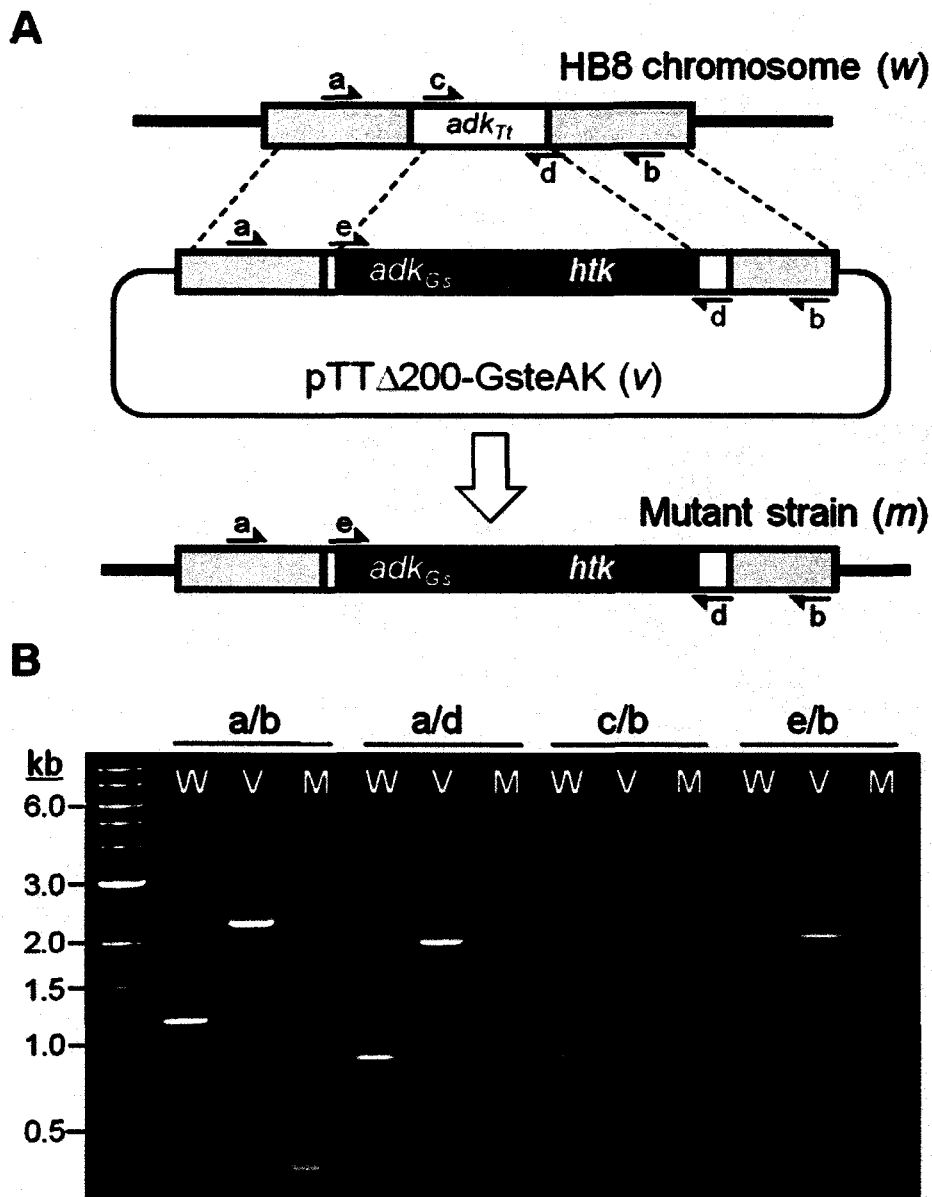 A
HB8 chromosome (w)
a c
adkTt
d b
a e
adkGs htk
d b
pTTΔ200-GsteAK (v)
Mutant strain (m)
a e
adkGs htk
d b
B
a/b a/d c/b e/b
kb W V M W V M W V M W V M
6.0
3.0
2.0
1.5
1.0
0.5